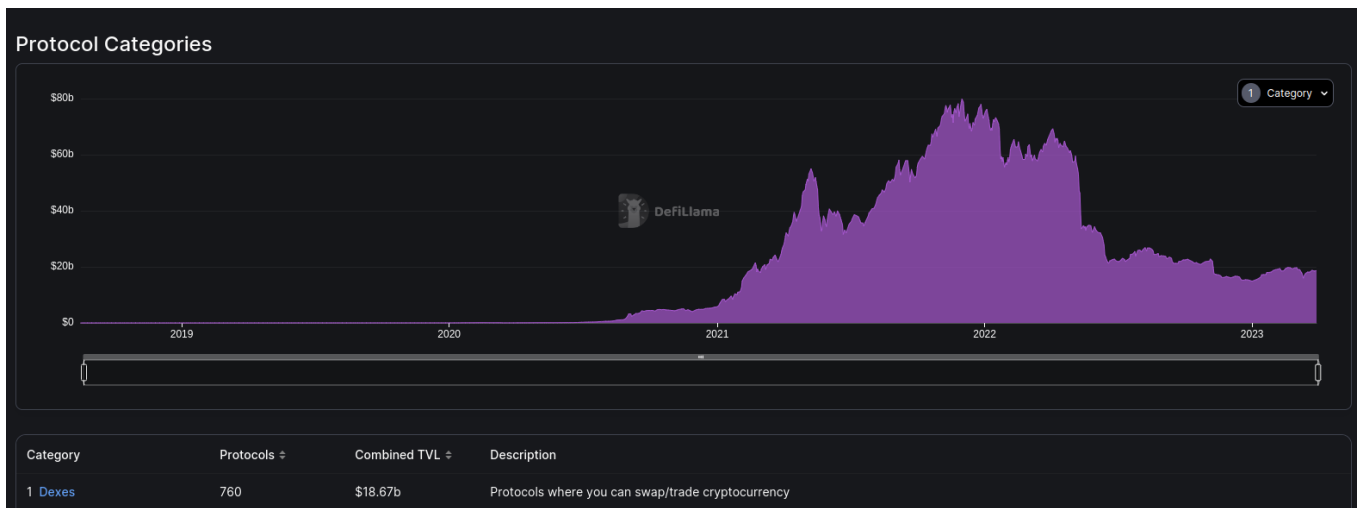 Protocol Categories
1 Category
$80b
$60b
$40b
$20b
$0
DefiLlama
2019 2020 2021 2022 2023
Category Protocols Combined TVL Description
1 Dexes 760 $18.67b Protocols where you can swap/trade cryptocurrency